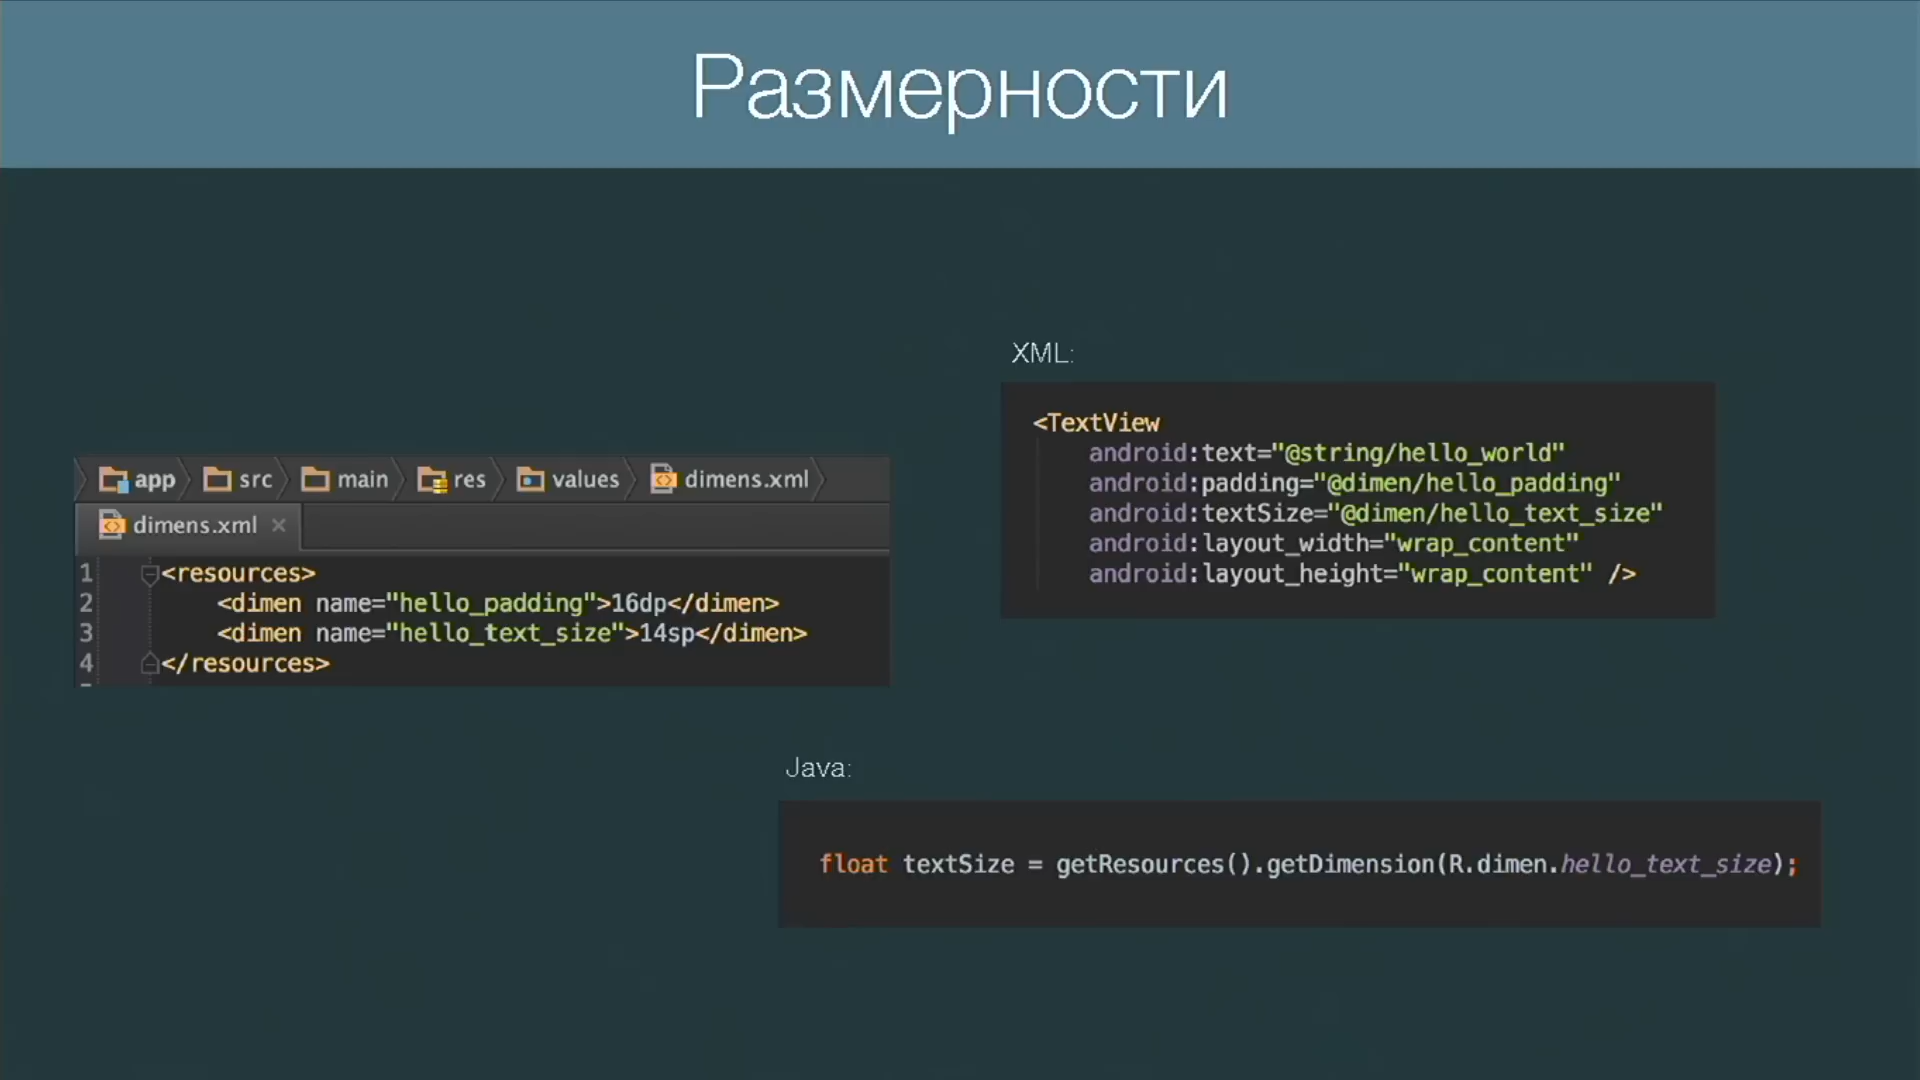 Размерности
app src main res values dimens.xml
dimens.xml ×
1 <resources>
2 <dimen name="hello_padding">16dp</dimen>
3 <dimen name="hello_text_size">14sp</dimen>
4 </resources>
XML:
<TextView
android:text="@string/hello_world"
android:padding="@dimen/hello_padding"
android:textSize="@dimen/hello_text_size"
android:layout_width="wrap_content"
android:layout_height="wrap_content" />
Java:
float textSize = getResources().getDimension(R.dimen.hello_text_size);